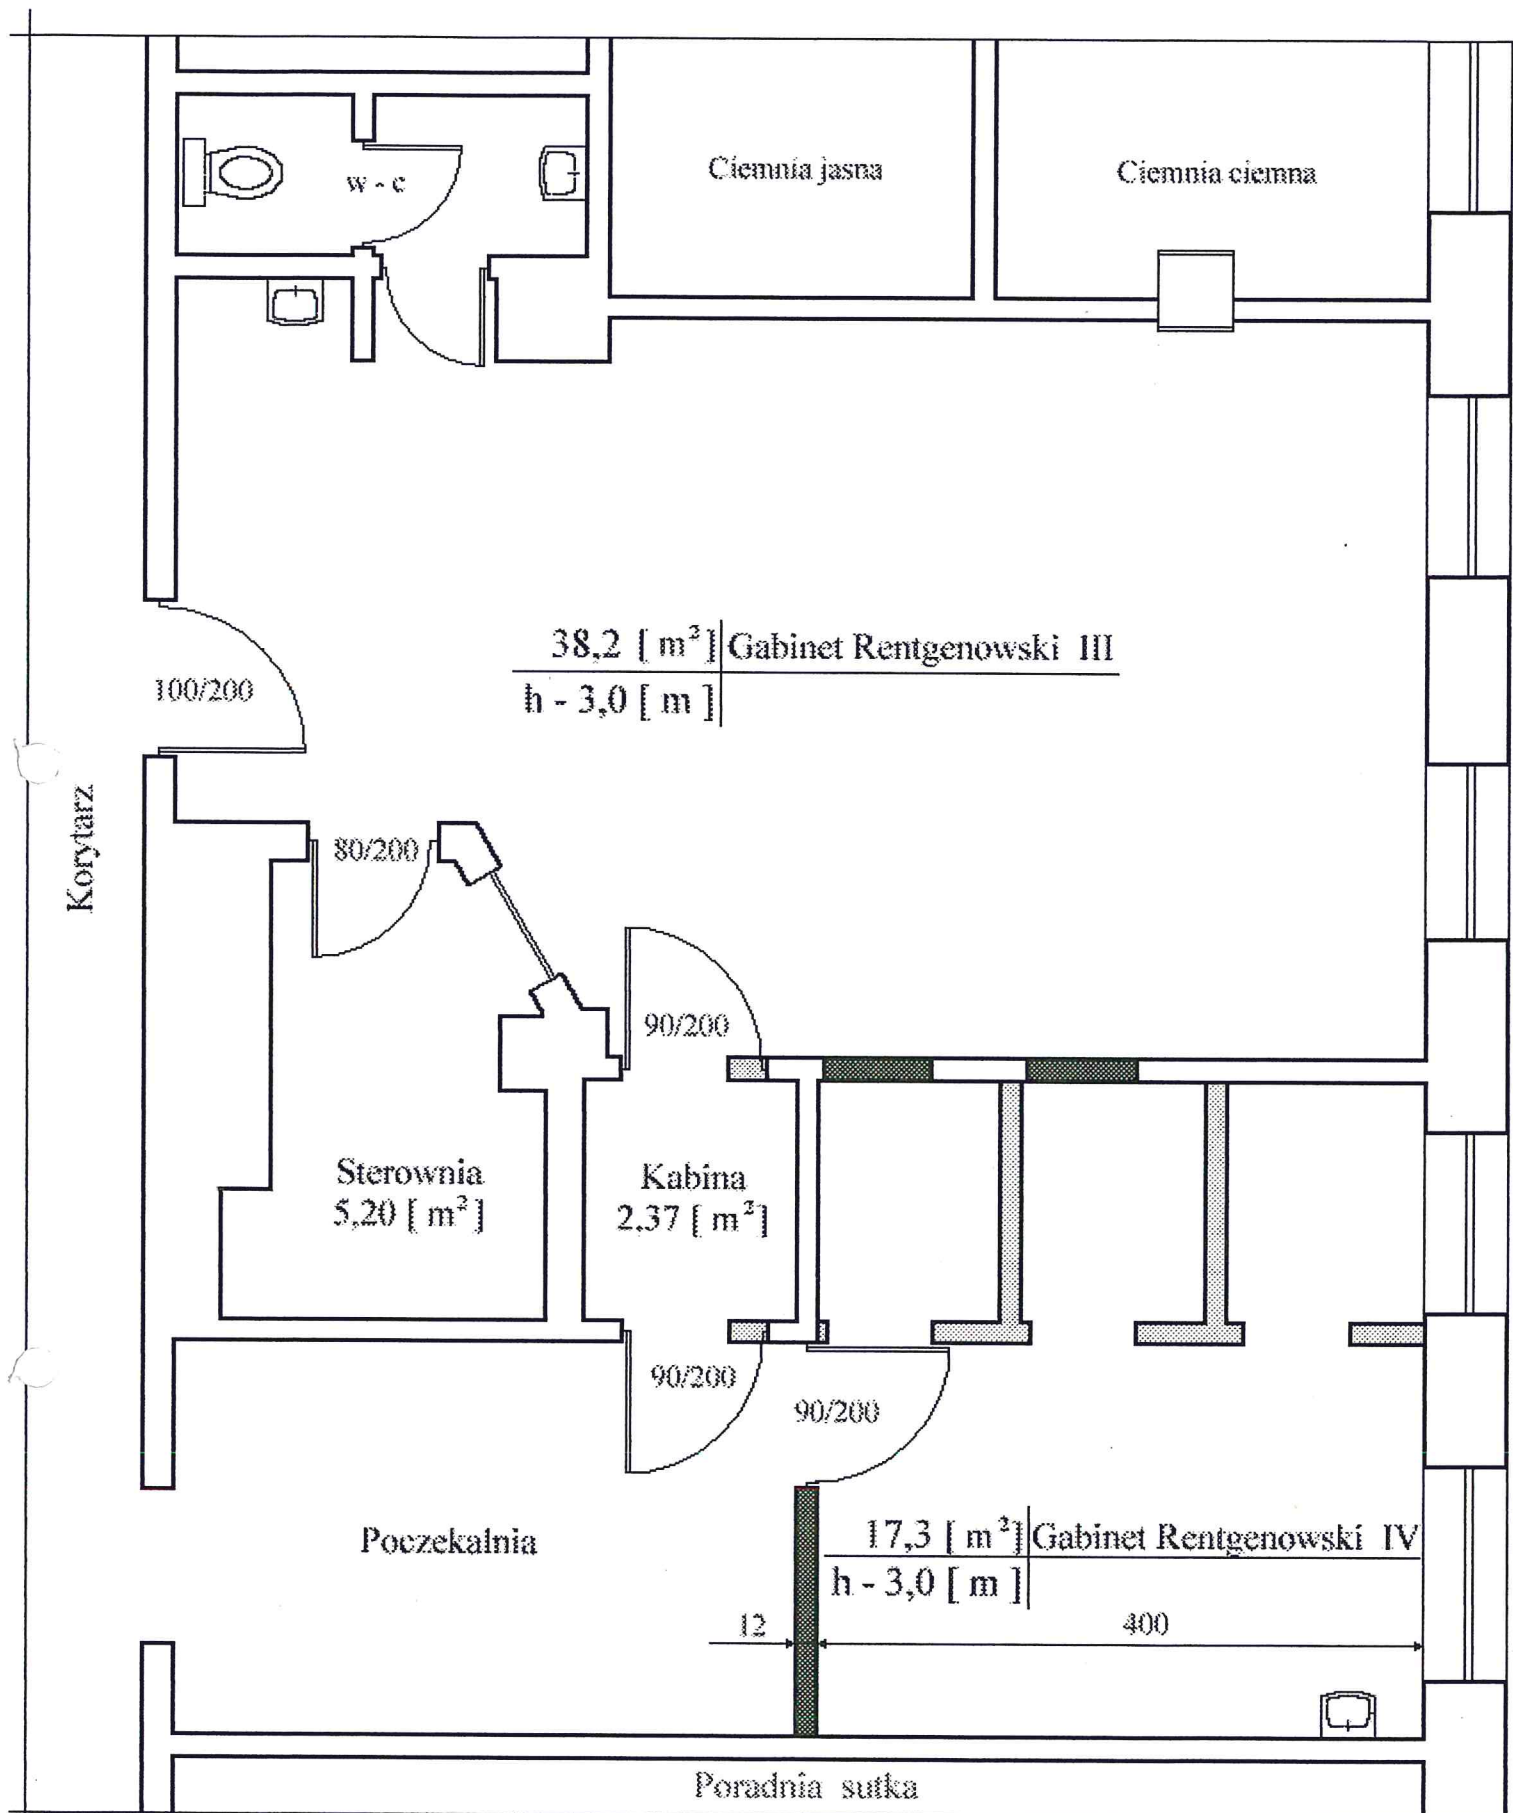 Ciemnia jasna
Ciemnia ciemna
w - c
38,2 [ m²] Gabinet Rentgenowski III
h - 3,0 [ m ]
100/200
Korytarz
80/200
90/200
Sterownia
5,20 [ m²]
Kabina
2,37 [ m²]
90/200
90/200
Poczekalnia
17,3 [ m²] Gabinet Rentgenowski IV
h - 3,0 [ m ]
12
400
Poradnia sutka